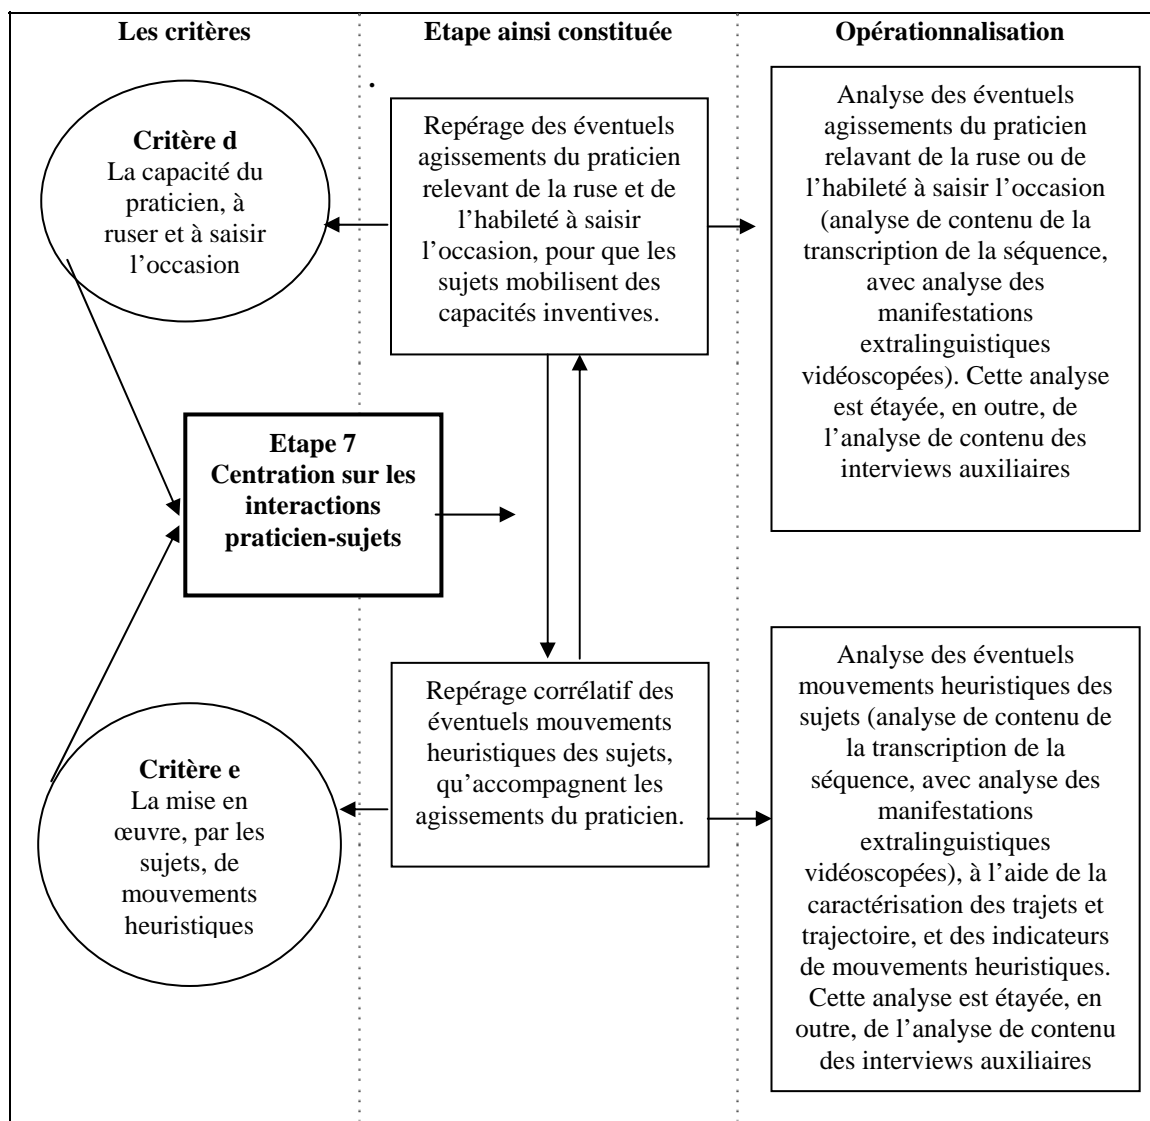 Les critères
Etape ainsi constituée
Opérationnalisation
Critère d
La capacité du
praticien, à
ruser et à saisir
l’occasion
.
Repérage des éventuels
agissements du praticien
relevant de la ruse et de
l’habileté à saisir
l’occasion, pour que les
sujets mobilisent des
capacités inventives.
Analyse des éventuels
agissements du praticien
relavant de la ruse ou de
l’habileté à saisir l’occasion
(analyse de contenu de la
transcription de la séquence,
avec analyse des
manifestations
extralinguistiques
vidéoscopées). Cette analyse
est étayée, en outre, de
l’analyse de contenu des
interviews auxiliaires
Etape 7
Centration sur les
interactions
praticien-sujets
Critère e
La mise en
œuvre, par les
sujets, de
mouvements
heuristiques
Repérage corrélatif des
éventuels mouvements
heuristiques des sujets,
qu’accompagnent les
agissements du praticien.
Analyse des éventuels
mouvements heuristiques des
sujets (analyse de contenu de
la transcription de la
séquence, avec analyse des
manifestations
extralinguistiques
vidéoscopées), à l’aide de la
caractérisation des trajets et
trajectoire, et des indicateurs
de mouvements heuristiques.
Cette analyse est étayée, en
outre, de l’analyse de contenu
des interviews auxiliaires